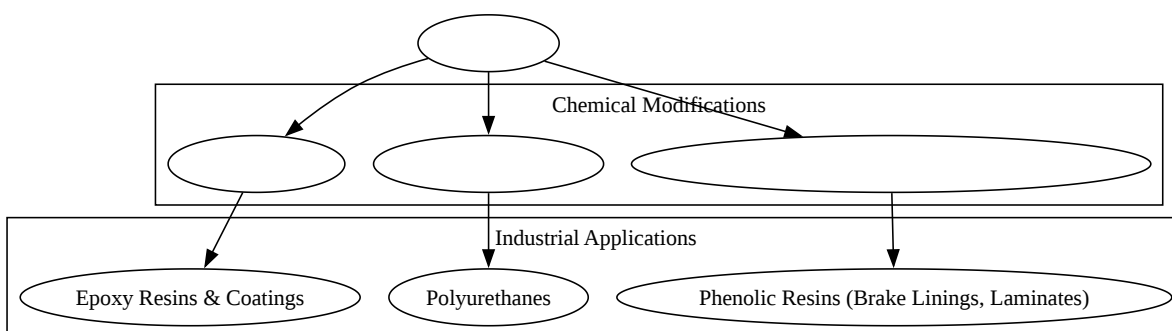 Chemical Modifications
Industrial Applications
Epoxy Resins & Coatings
Polyurethanes
Phenolic Resins (Brake Linings, Laminates)